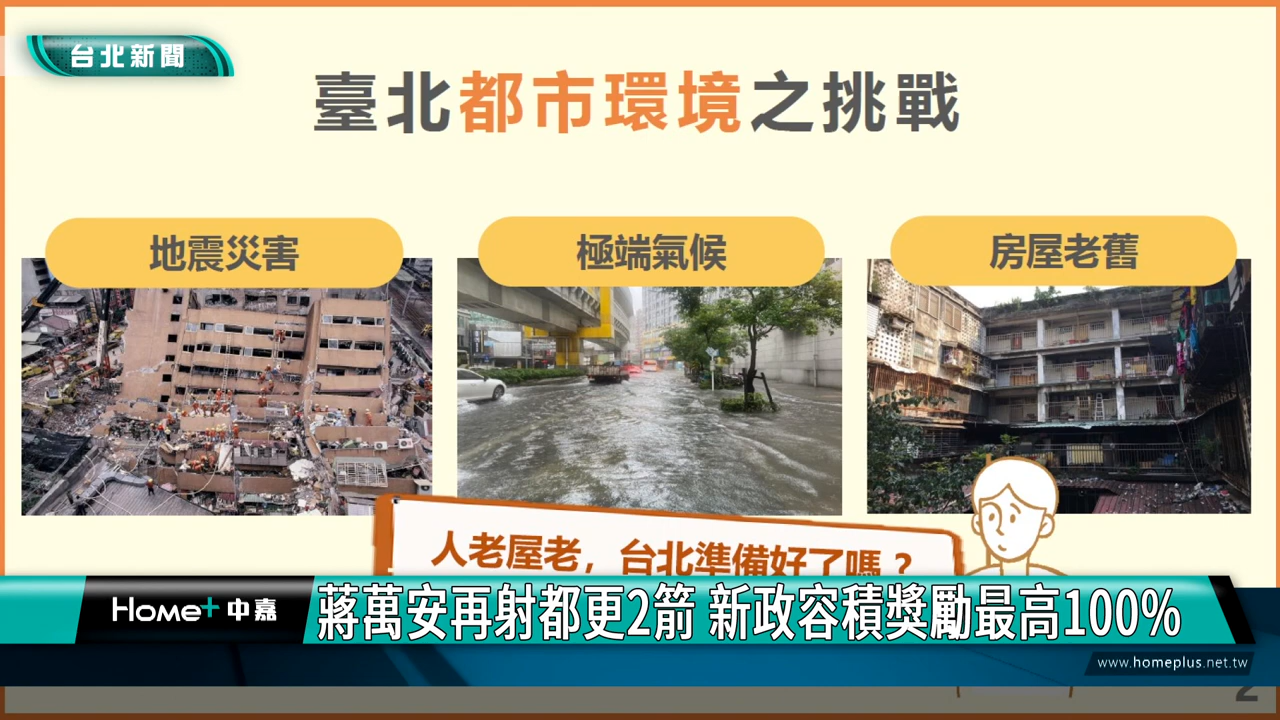 台北新聞
臺北都市環境之挑戰
地震災害
極端氣候
房屋老舊
人老屋老，台北準備好了嗎？
Home+ 中嘉
蔣萬安再射都更2箭 新政容積獎勵最高100%
www.homeplus.net.tw
2